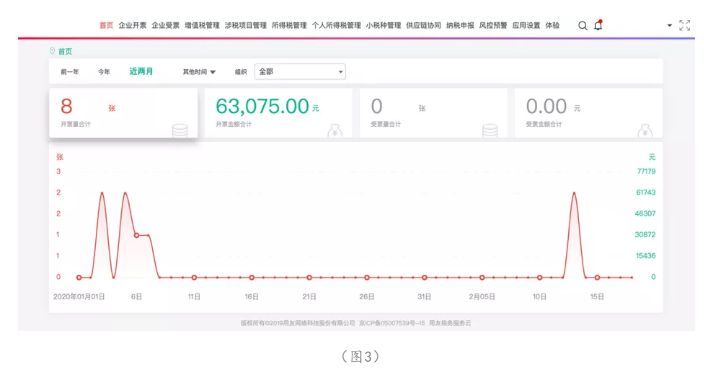 首页 企业开票 企业受票 增值税管理 涉税项目管理 所得税管理 个人所得税管理 小税种管理 供应链协同 纳税申报 风控预警 应用设置 体验
首页
前一年 今年 近两月 其他时间 组织 全部
8 张 63,075.00 元 0 张 0.00 元
开票量合计 开票金额合计 受票量合计 受票金额合计
张 元
3 77179
2 61743
2 46307
1 30872
1 15436
0 0
2020年01月01日 6日 11日 16日 21日 26日 31日 2月05日 10日 15日
版权所有©2019用友网络科技股份有限公司 京ICP备15007539号-15 用友税务服务云
(图3)